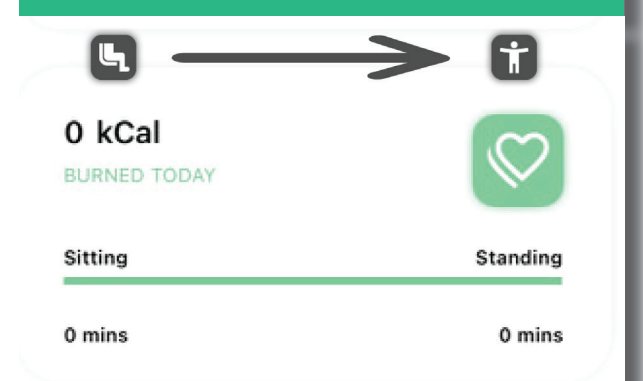 0 kCal
BURNED TODAY
Sitting Standing
0 mins 0 mins